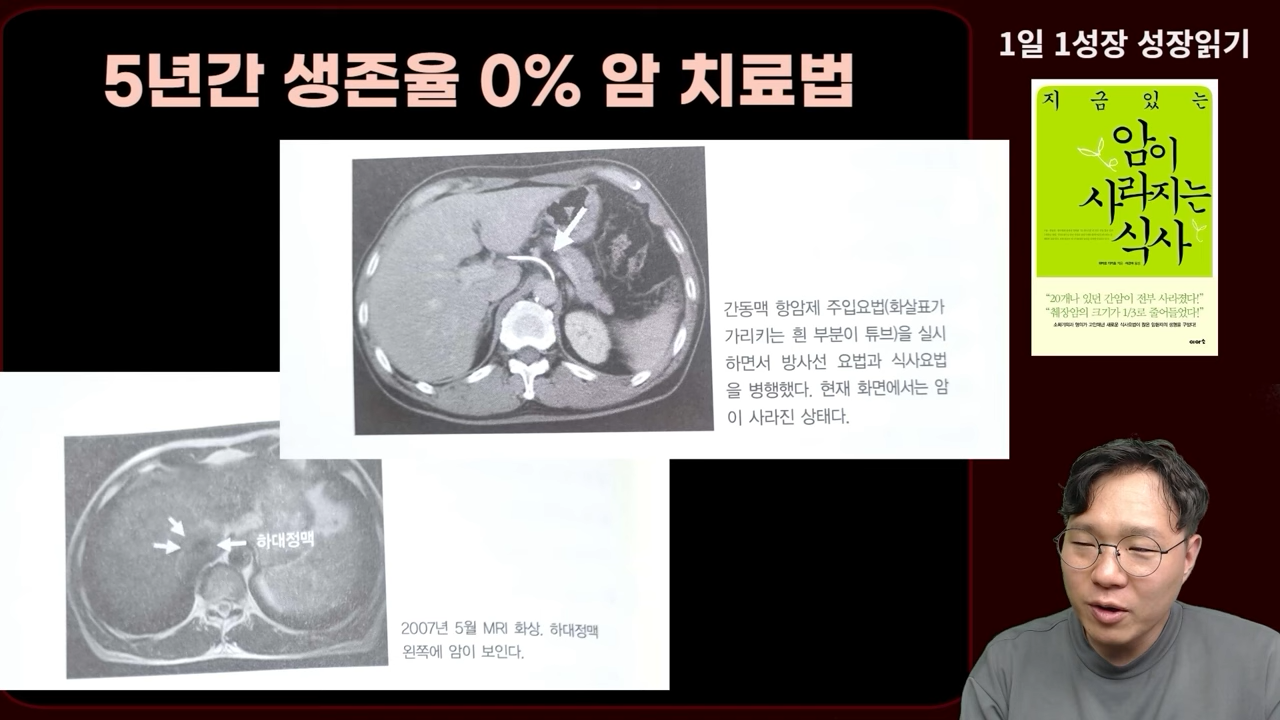 5년간 생존율 0% 암 치료법
1일 1성장 성장읽기
지금있는
암이
사라지는
식사
“20개나 있던 간암이 전부 사라졌다!”
“췌장암의 크기가 1/3로 줄어들었다!”
간동맥 항암제 주입요법(화살표가
가리키는 흰 부분이 튜브)을 실시
하면서 방사선 요법과 식사요법
을 병행했다. 현재 화면에서는 암
이 사라진 상태다.
하대정맥
2007년 5월 MRI 화상. 하대정맥
왼쪽에 암이 보인다.